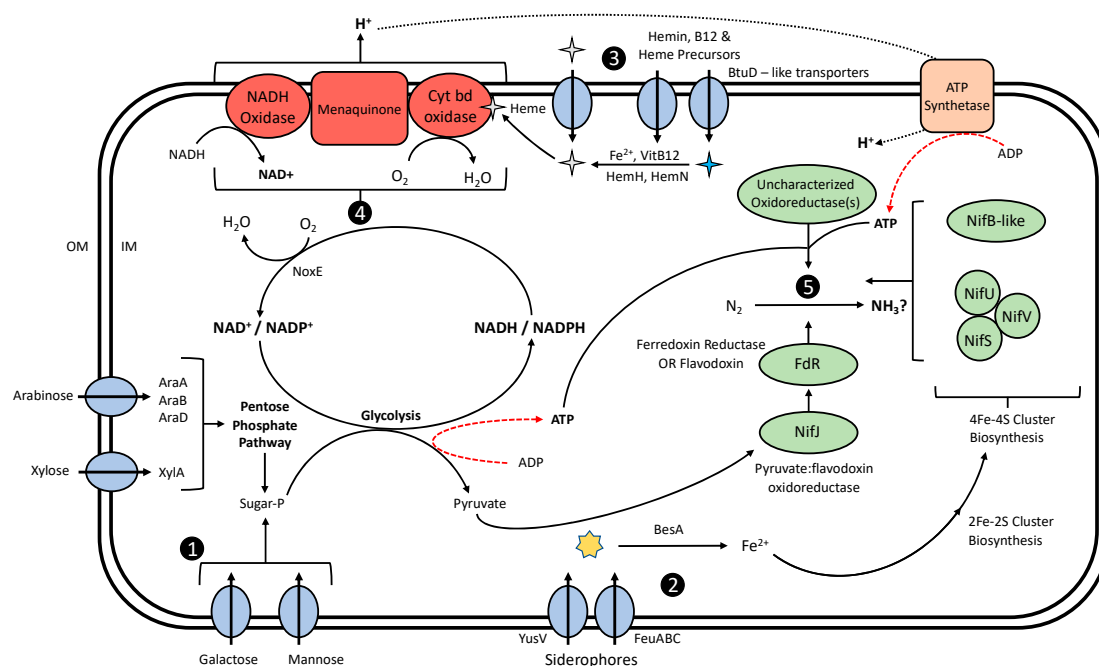 H⁺
Hemin, B12 &
Heme Precursors
3
BtuD – like transporters
NADH
Oxidase
Menaquinone
Cyt bd
oxidase
Heme
ATP
Synthetase
NADH
NAD+
O₂
H₂O
Fe²⁺, VitB12
HemH, HemN
H⁺
ADP
Uncharacterized
Oxidoreductase(s)
ATP
NifB-like
4
H₂O
O₂
NoxE
OM
IM
5
N₂
NH₃?
NifU
NifV
NifS
NAD⁺ / NADP⁺
NADH / NADPH
Ferredoxin Reductase
OR Flavodoxin
FdR
Arabinose
AraA
AraB
AraD
Pentose
Phosphate
Pathway
Glycolysis
ATP
NifJ
4Fe-4S Cluster
Biosynthesis
Xylose
XylA
ADP
Sugar-P
Pyruvate
Pyruvate:flavodoxin
oxidoreductase
2Fe-2S Cluster
Biosynthesis
1
BesA
Fe²⁺
2
YusV
FeuABC
Galactose
Mannose
Siderophores